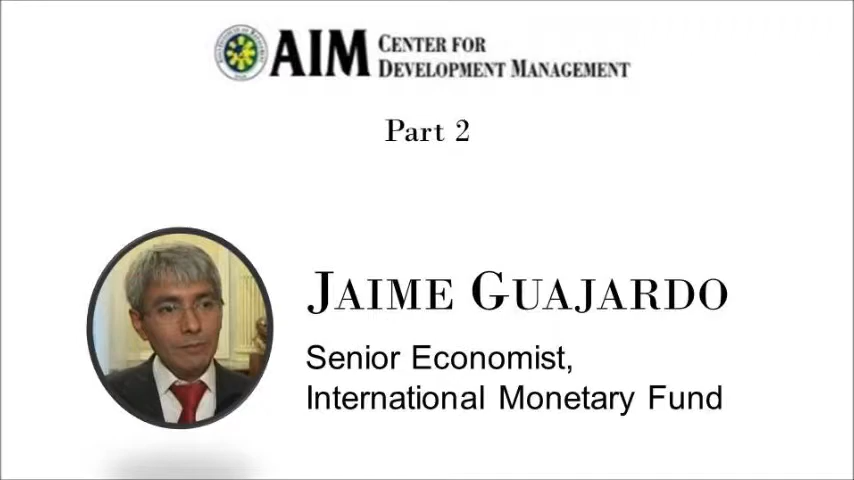 AIM CENTER FOR
DEVELOPMENT MANAGEMENT
Part 2
JAIME GUAJARDO
Senior Economist,
International Monetary Fund